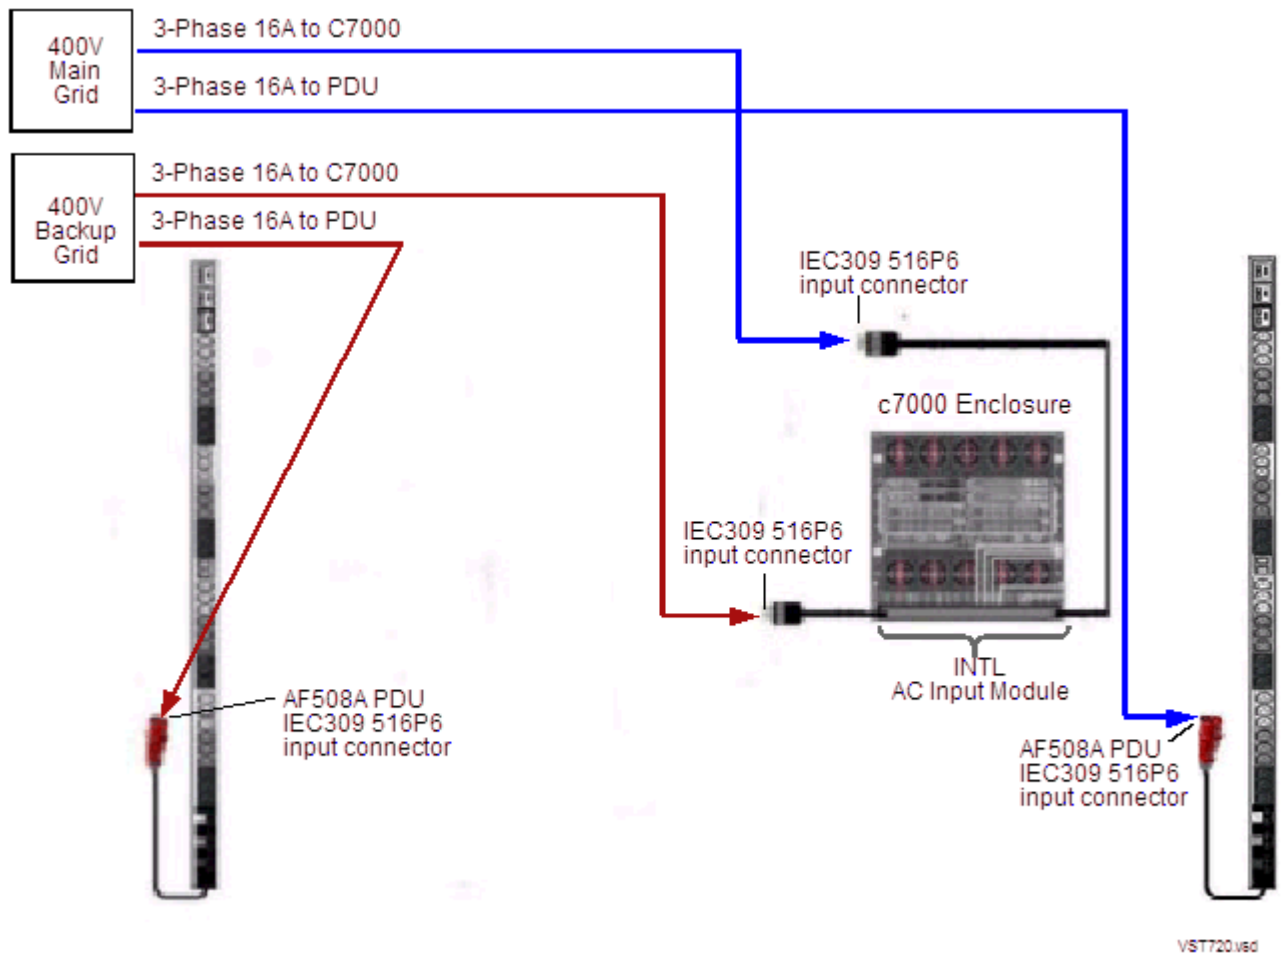 3-Phase 16A to C7000
400V
Main
Grid
3-Phase 16A to PDU
3-Phase 16A to C7000
400V
Backup
Grid
3-Phase 16A to PDU
IEC309 516P6
input connector
c7000 Enclosure
IEC309 516P6
input connector
INTL
AC Input Module
AF508A PDU
IEC309 516P6
input connector
AF508A PDU
IEC309 516P6
input connector
VST720.vsd